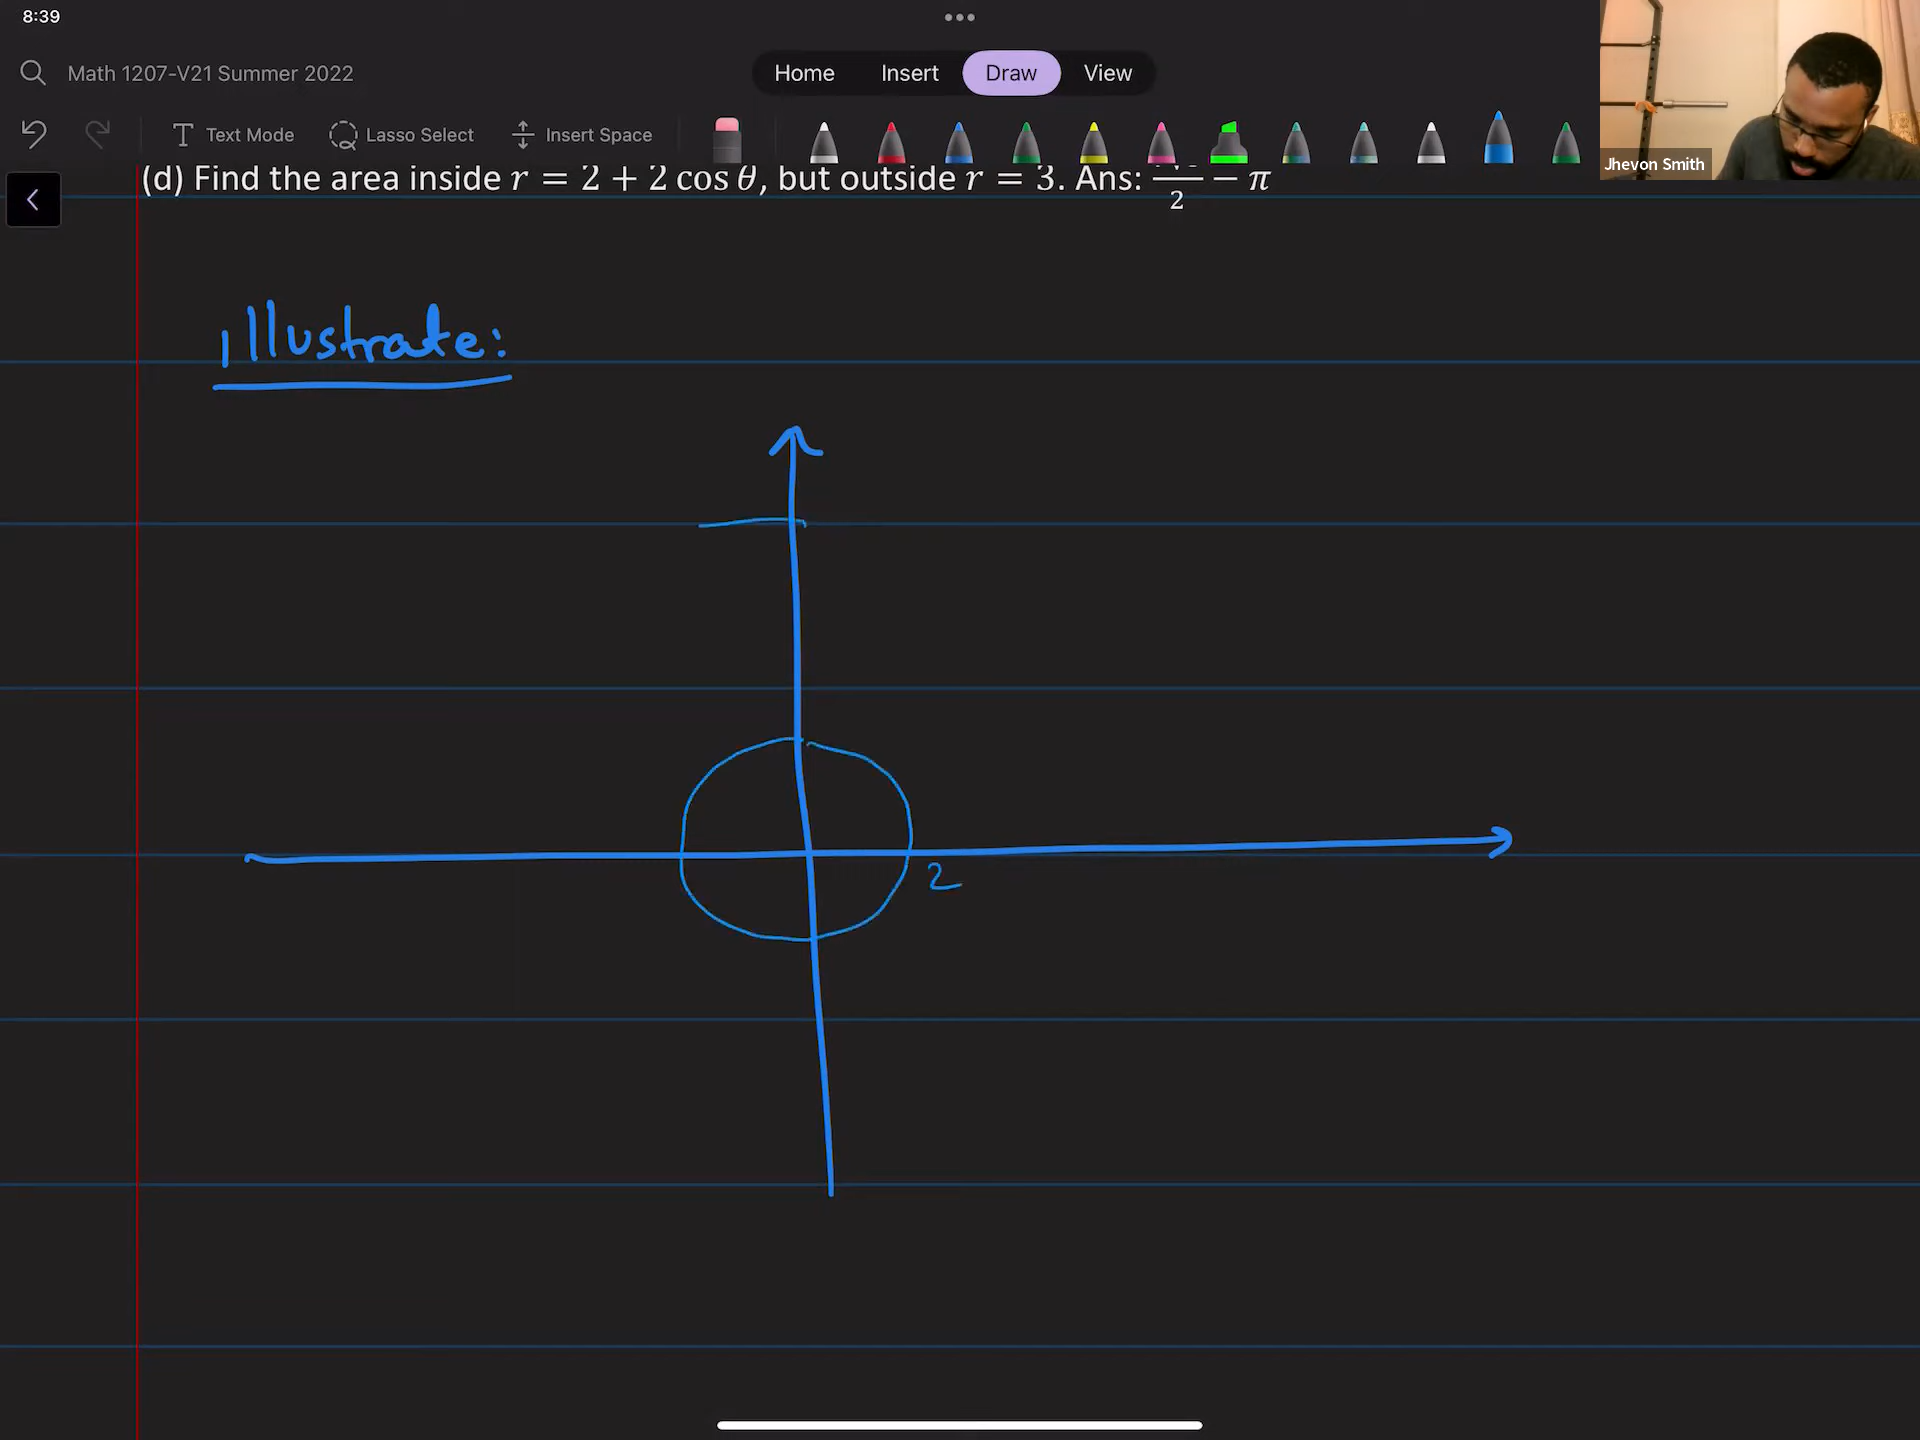 8:39
Math 1207-V21 Summer 2022
Home Insert Draw View
Text Mode Lasso Select Insert Space
Jhevon Smith
(d) Find the area inside r = 2 + 2 cos θ, but outside r = 3. Ans: — − π
2
Illustrate:
2